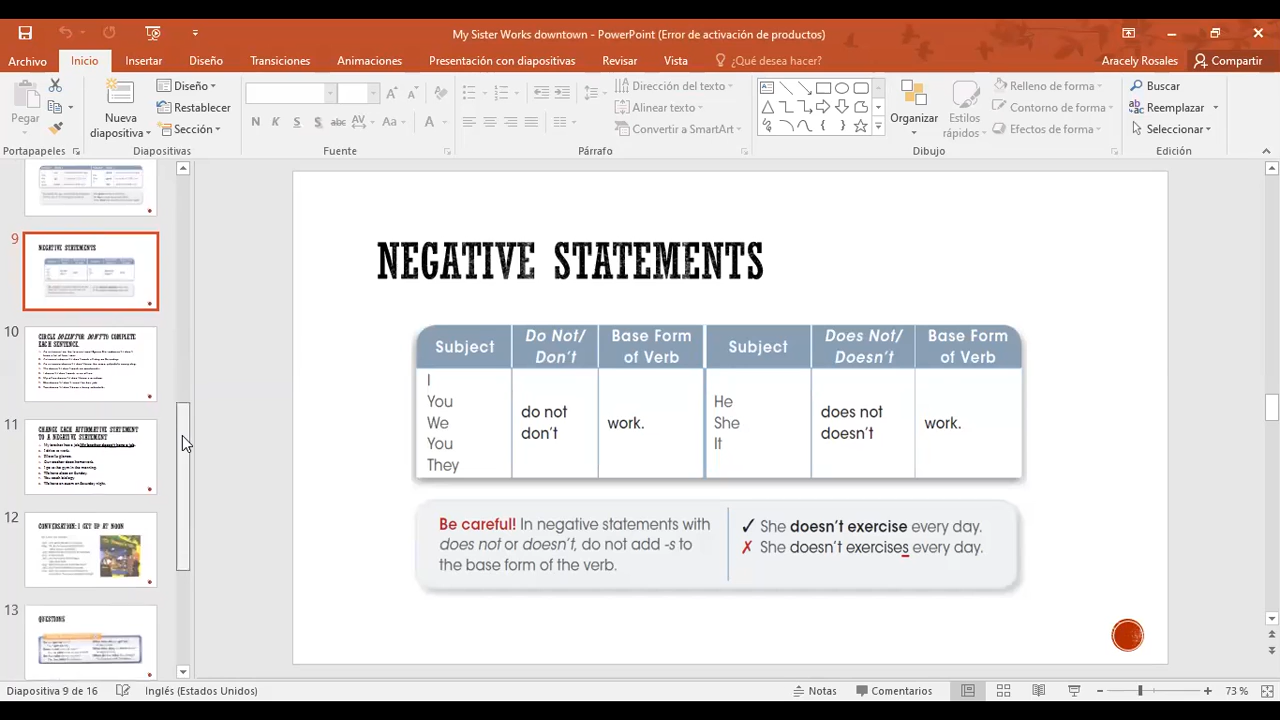 My Sister Works downtown - PowerPoint (Error de activación de productos)
Archivo Inicio Insertar Diseño Transiciones Animaciones Presentación con diapositivas Revisar Vista ¿Qué desea hacer? Aracely Rosales Compartir
Pegar
Nueva diapositiva
Diseño
Restablecer
Sección
N K S S abc AV Aa A
Dirección del texto
Alinear texto
Convertir a SmartArt
Organizar
Estilos rápidos
Relleno de forma
Contorno de forma
Efectos de forma
Buscar
Reemplazar
Seleccionar
Portapapeles Diapositivas Fuente Párrafo Dibujo Edición
9
NEGATIVE STATEMENTS
10
CIRCLE DOESN'T OR DON'T TO COMPLETE
EACH SENTENCE.
11
CHANGE EACH AFFIRMATIVE STATEMENT
TO A NEGATIVE STATEMENT
12
CONVERSATION: I GET UP AT NOON
13
QUESTIONS
NEGATIVE STATEMENTS
Subject
Do Not/
Don't
Base Form
of Verb
Subject
Does Not/
Doesn't
Base Form
of Verb
I
You
We
You
They
do not
don't
work.
He
She
It
does not
doesn't
work.
Be careful! In negative statements with
does not or doesn't, do not add -s to
the base form of the verb.
✓ She doesn't exercise every day.
✗ She doesn't exercises every day.
Diapositiva 9 de 16 Inglés (Estados Unidos) Notas Comentarios 73 %